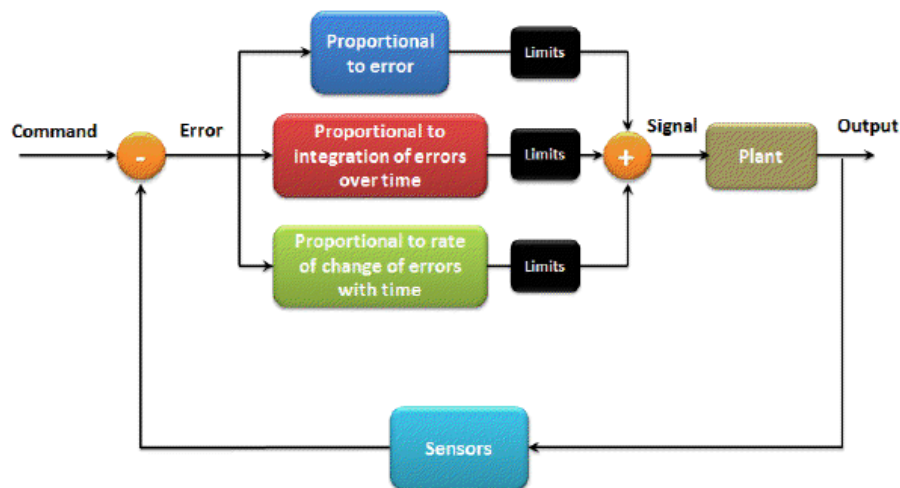 Proportional
to error
Limits
Command
Error
Proportional to
integration of errors
over time
Limits
Signal
Plant
Output
Proportional to rate
of change of errors
with time
Limits
Sensors
-
+